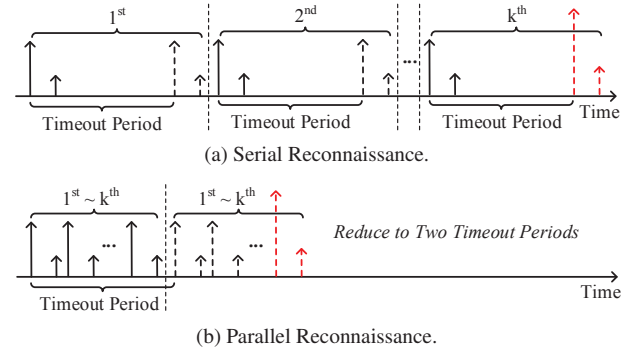 1st 2nd ... kth
Timeout Period Timeout Period Timeout Period Time
(a) Serial Reconnaissance.
1st ~ kth 1st ~ kth
... ... Reduce to Two Timeout Periods
Timeout Period Time
(b) Parallel Reconnaissance.